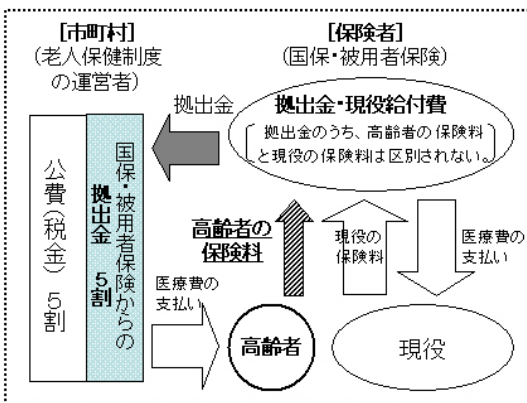 [市町村]
(老人保健制度
の運営者)
[保険者]
(国保・被用者保険)
拠出金
拠出金・現役給付費
拠出金のうち、高齢者の保険料
と現役の保険料は区別されない。
公費(税金) 5割
国保・被用者保険からの
拠出金 5割
高齢者の
保険料
現役の
保険料
医療費の
支払い
医療費の
支払い
高齢者
現役